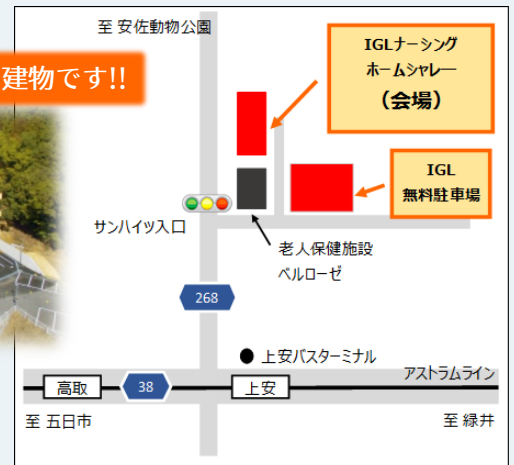 至 安佐動物公園
建物です!!
IGLナーシング
ホームシャレー
（会場）
IGL
無料駐車場
サンハイツ入口
老人保健施設
ベルローゼ
268
上安バスターミナル
アストラムライン
高取
38
上安
至 五日市
至 緑井